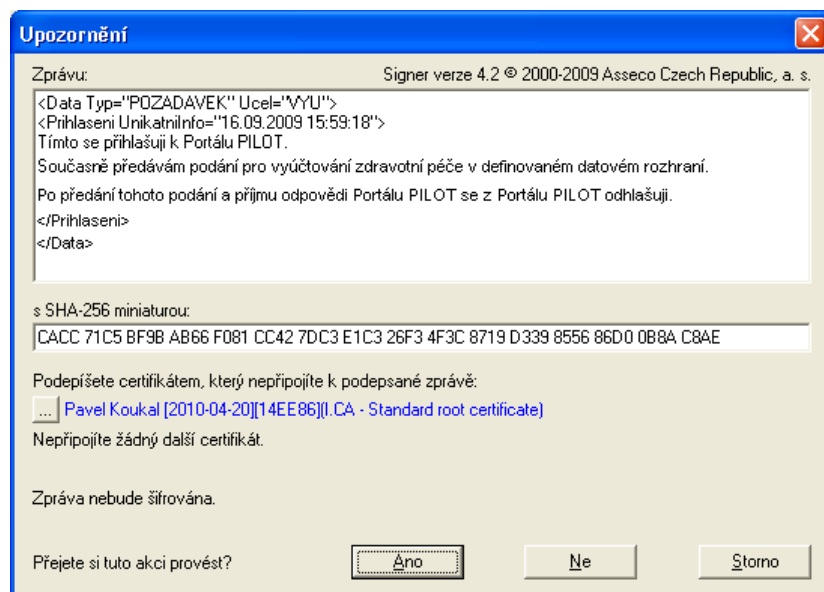 Upozornění
Zprávu: Signer verze 4.2 © 2000-2009 Asseco Czech Republic, a. s.
<Data Typ="POZADAVEK" Ucel="VYU">
<Prihlaseni UnikatniInfo="16.09.2009 15:59:18">
Tímto se přihlašuji k Portálu PILOT.
Současně předávám podání pro vyúčtování zdravotní péče v definovaném datovém rozhraní.
Po předání tohoto podání a příjmu odpovědi Portálu PILOT se z Portálu PILOT odhlašuji.
</Prihlaseni>
</Data>
s SHA-256 miniaturou:
CACC 71C5 BF9B AB66 F081 CC42 7DC3 E1C3 26F3 4F3C 8719 D339 8556 86D0 0B8A C8AE
Podepíšete certifikátem, který nepřipojíte k podepsané zprávě:
... Pavel Koukal [2010-04-20][14EE86](I.CA - Standard root certificate)
Nepřipojíte žádný další certifikát.
Zpráva nebude šifrována.
Přejete si tuto akci provést? Ano Ne Storno